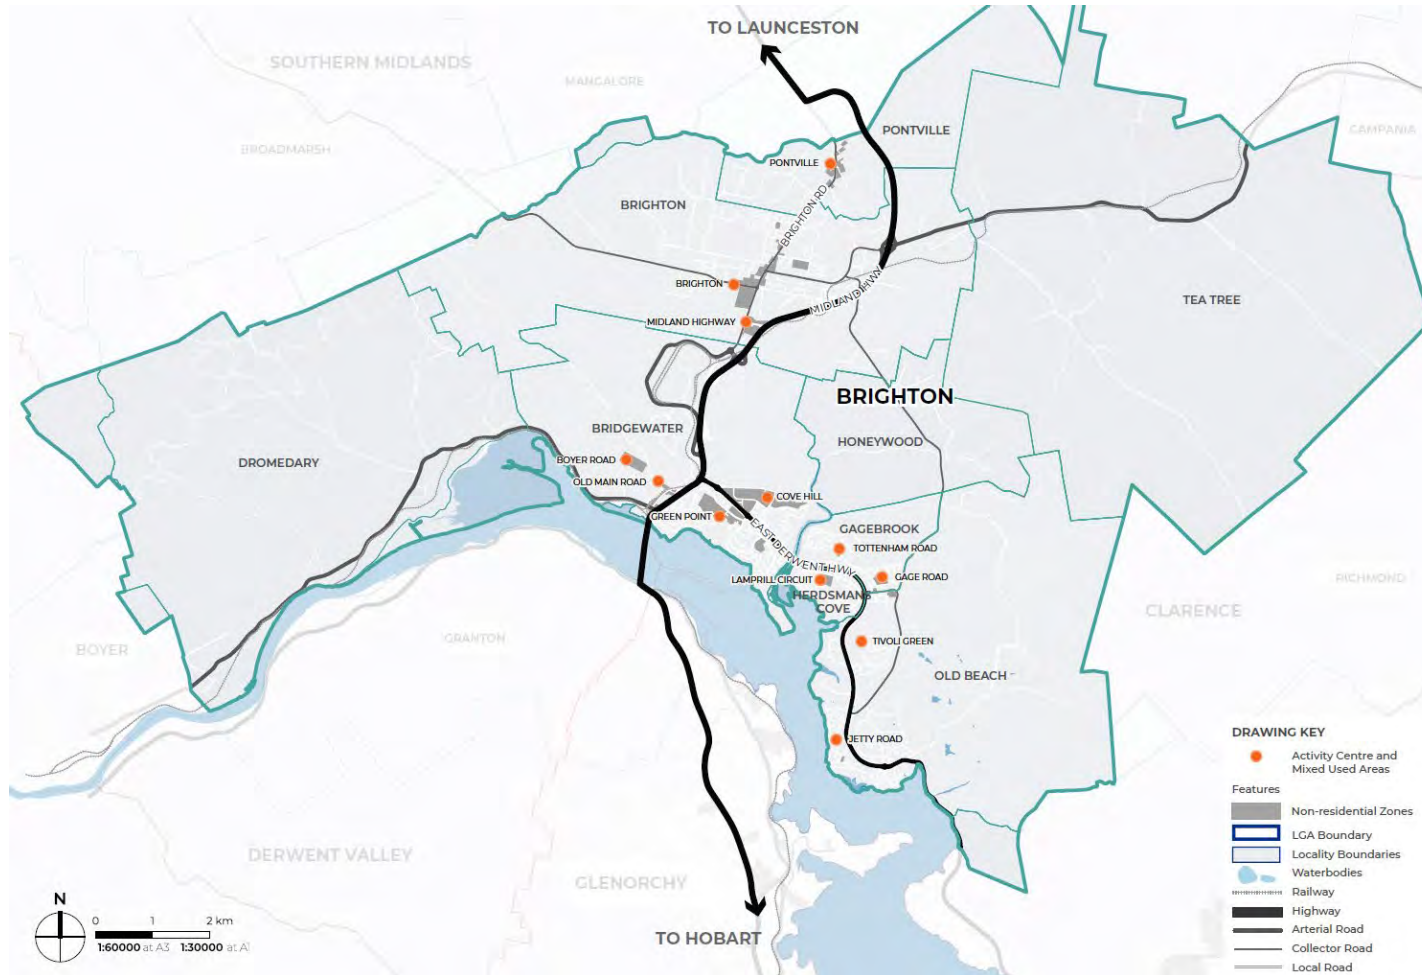 TO LAUNCESTON
SOUTHERN MIDLANDS
MANGALORE
BROADMARSH
PONTVILLE
CAMPANIA
PONTVILLE
BRIGHTON
BRIGHTON RD
BRIGHTON
MIDLAND HWY
TEA TREE
MIDLAND HIGHWAY
BRIGHTON
BRIDGEWATER
HONEYWOOD
DROMEDARY
BOYER ROAD
OLD MAIN ROAD
COVE HILL
GREEN POINT
EAST DERWENT HWY
GAGEBROOK
TOTTENHAM ROAD
LAMPRILL CIRCUIT
GAGE ROAD
HERDSMANS
COVE
RICHMOND
CLARENCE
BOYER
GRANTON
TIVOLI GREEN
OLD BEACH
JETTY ROAD
DERWENT VALLEY
GLENORCHY
TO HOBART
N
0 1 2 km
1:60000 at A3 1:30000 at A
DRAWING KEY
Activity Centre and
Mixed Used Areas
Features
Non-residential Zones
LGA Boundary
Locality Boundaries
Waterbodies
Railway
Highway
Arterial Road
Collector Road
Local Road